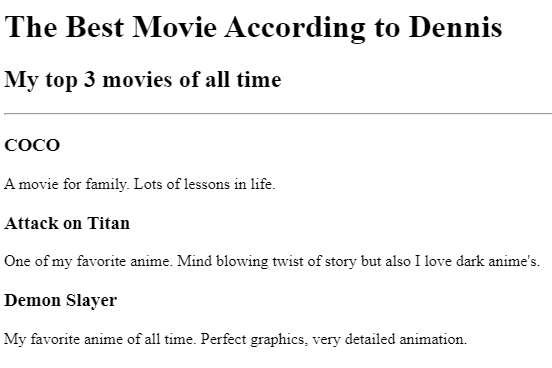 The Best Movie According to Dennis
My top 3 movies of all time
COCO
A movie for family. Lots of lessons in life.
Attack on Titan
One of my favorite anime. Mind blowing twist of story but also I love dark anime's.
Demon Slayer
My favorite anime of all time. Perfect graphics, very detailed animation.